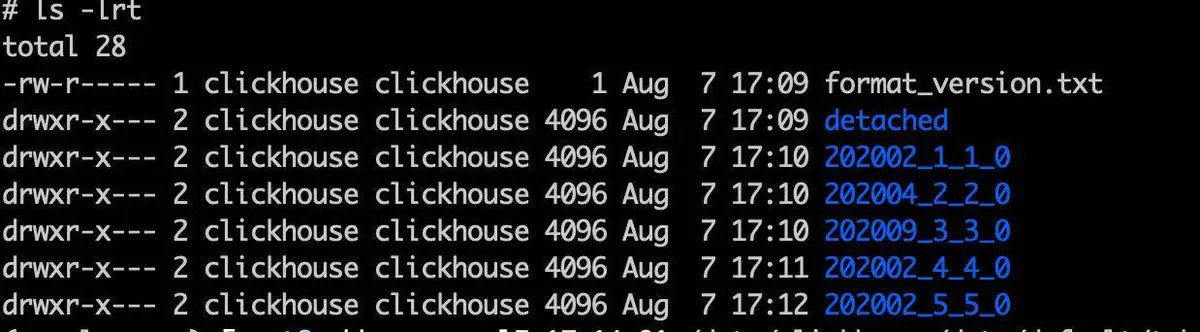 # ls -lrt
total 28
-rw-r----- 1 clickhouse clickhouse    1 Aug  7 17:09 format_version.txt
drwxr-x--- 2 clickhouse clickhouse 4096 Aug  7 17:09 detached
drwxr-x--- 2 clickhouse clickhouse 4096 Aug  7 17:10 202002_1_1_0
drwxr-x--- 2 clickhouse clickhouse 4096 Aug  7 17:10 202004_2_2_0
drwxr-x--- 2 clickhouse clickhouse 4096 Aug  7 17:10 202009_3_3_0
drwxr-x--- 2 clickhouse clickhouse 4096 Aug  7 17:11 202002_4_4_0
drwxr-x--- 2 clickhouse clickhouse 4096 Aug  7 17:12 202002_5_5_0